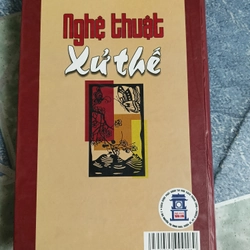 Nghệ thuật
Xử thế